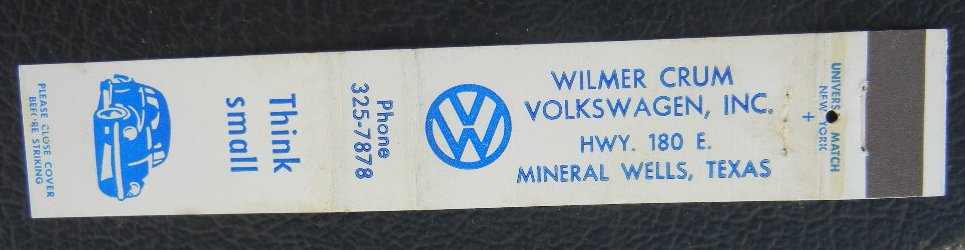 PLEASE CLOSE COVER
BEFORE STRIKING
Think
small
Phone
325-7878
WILMER CRUM
VOLKSWAGEN, INC.
HWY. 180 E.
MINERAL WELLS, TEXAS
MATCH
NEW YORK